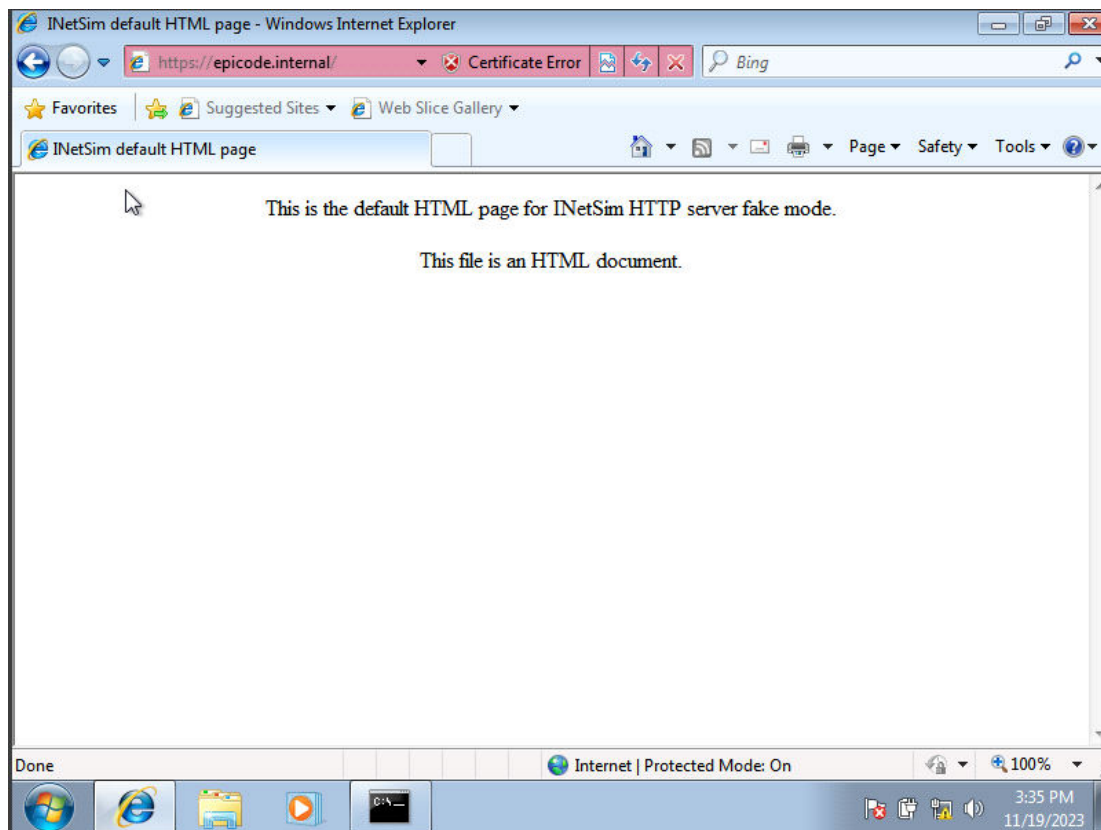 INetSim default HTML page - Windows Internet Explorer
https://epicode.internal/ Certificate Error Bing
Favorites Suggested Sites Web Slice Gallery
INetSim default HTML page Page Safety Tools
This is the default HTML page for INetSim HTTP server fake mode.
This file is an HTML document.
Done Internet | Protected Mode: On 100%
C:\_
3:35 PM
11/19/2023